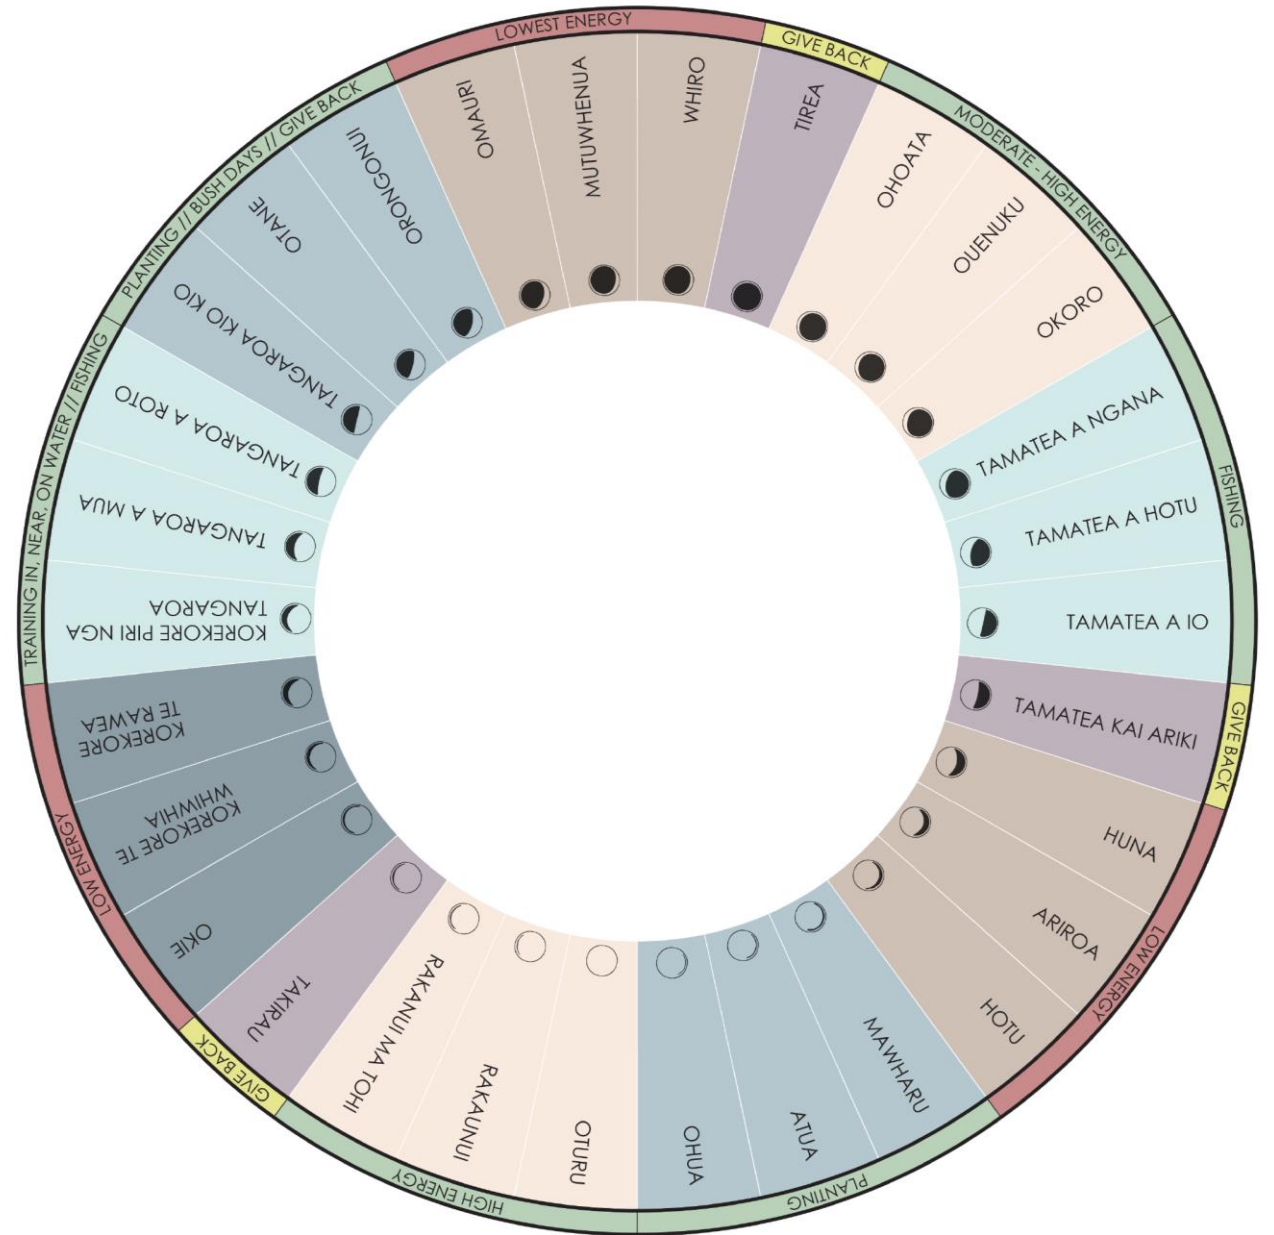 LOWEST ENERGY
GIVE BACK
MODERATE - HIGH ENERGY
FISHING
GIVE BACK
LOW ENERGY
PLANTING
HIGH ENERGY
GIVE BACK
LOW ENERGY
TRAINING IN, NEAR, ON WATER // FISHING
PLANTING // BUSH DAYS // GIVE BACK
WHIRO
TIREA
OHOATA
OUENUKU
OKORO
TAMATEA A NGANA
TAMATEA A HOTU
TAMATEA A IO
TAMATEA KAI ARIKI
HUNA
ARIROA
HOTU
MAWHARU
ATUA
OHUA
OTURU
RAKAUNUI
RAKANUI MA TOHI
TAKIRAU
OKIE
KOREKORE TE
WHIWHIA
KOREKORE
TE RAWEA
KOREKORE PIRI NGA
TANGAROA
TANGAROA A MUA
TANGAROA A ROTO
TANGAROA KIO KIO
OTANE
ORONGONUI
OMAURI
MUTUWHENUA